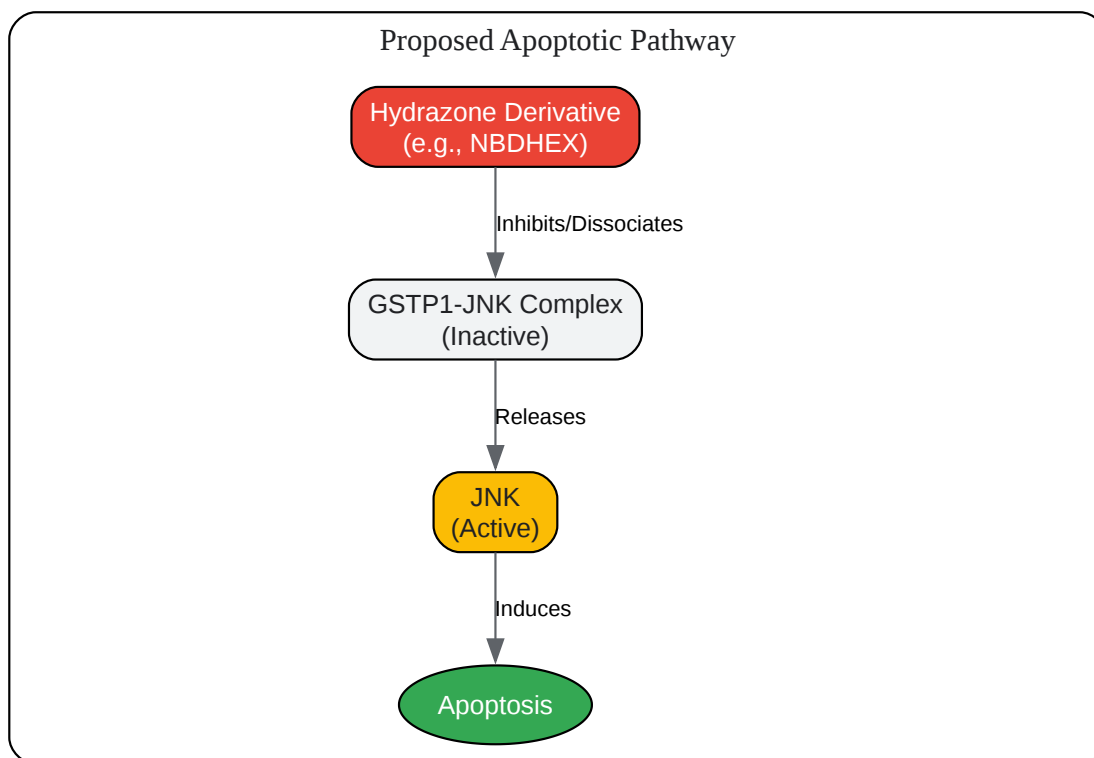 Proposed Apoptotic Pathway
Hydrazone Derivative
(e.g., NBDHEX)
Inhibits/Dissociates
GSTP1-JNK Complex
(Inactive)
Releases
JNK
(Active)
Induces
Apoptosis